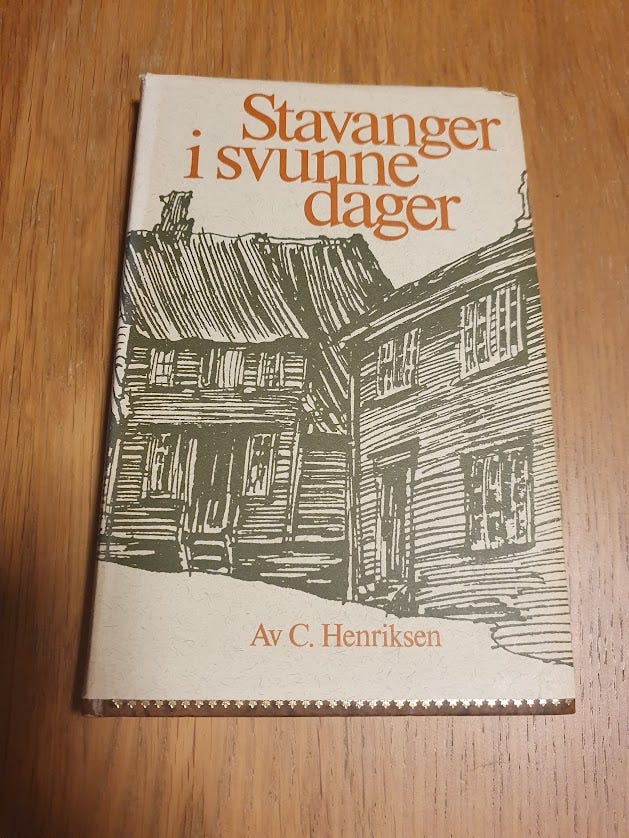 Stavanger
i svunne
dager
Av C. Henriksen